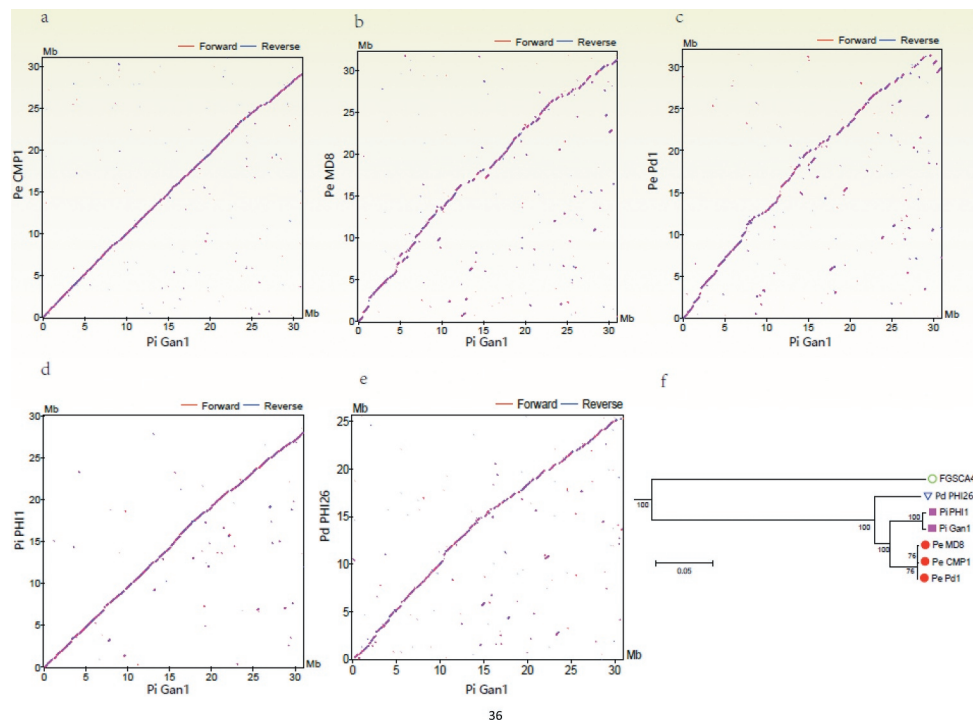 a
Mb
Forward Reverse
30
25
20
15
10
5
0
Pe CMP1
0 5 10 15 20 25 30
Mb
Pi Gan1
b
Mb
Forward Reverse
30
25
20
15
10
5
0
Pe MD8
0 5 10 15 20 25 30
Mb
Pi Gan1
c
Mb
Forward Reverse
30
25
20
15
10
5
0
Pe Pd1
0 5 10 15 20 25 30
Mb
Pi Gan1
d
Mb
Forward Reverse
30
25
20
15
10
5
0
Pi PHI1
0 5 10 15 20 25 30
Mb
Pi Gan1
e
Mb
Forward Reverse
25
20
15
10
5
0
Pd PHI26
0 5 10 15 20 25 30
Mb
Pi Gan1
f
FGSCA4
100
Pd PHI26
100
Pi PHI1
100
Pi Gan1
100
Pe MD8
76
Pe CMP1
76
Pe Pd1
0.05
36